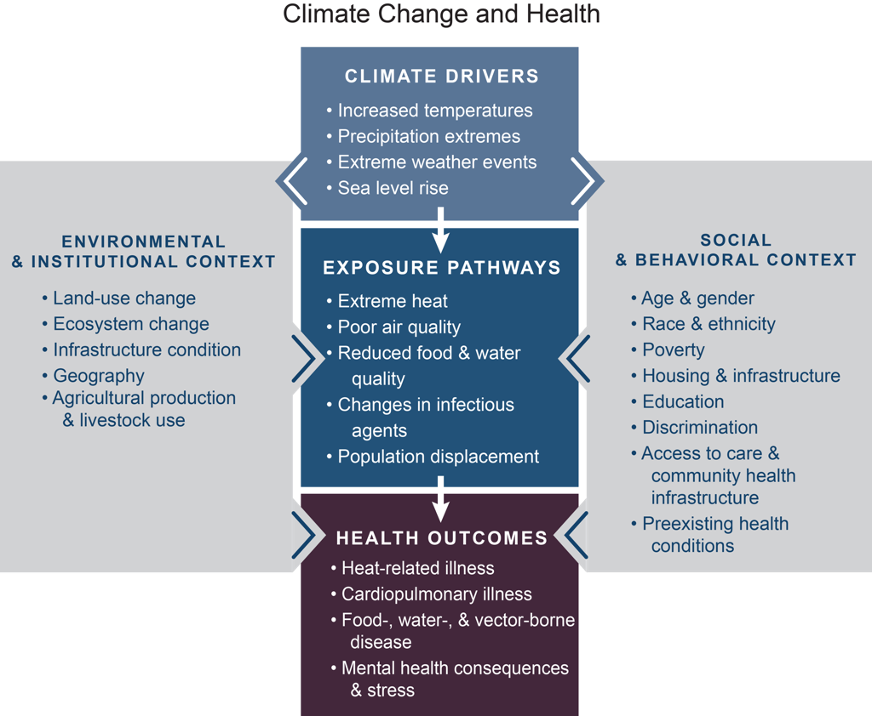 Climate Change and Health
CLIMATE DRIVERS
• Increased temperatures
• Precipitation extremes
• Extreme weather events
• Sea level rise
ENVIRONMENTAL
& INSTITUTIONAL CONTEXT
• Land-use change
• Ecosystem change
• Infrastructure condition
• Geography
• Agricultural production
& livestock use
EXPOSURE PATHWAYS
• Extreme heat
• Poor air quality
• Reduced food & water
quality
• Changes in infectious
agents
• Population displacement
SOCIAL
& BEHAVIORAL CONTEXT
• Age & gender
• Race & ethnicity
• Poverty
• Housing & infrastructure
• Education
• Discrimination
• Access to care &
community health
infrastructure
• Preexisting health
conditions
HEALTH OUTCOMES
• Heat-related illness
• Cardiopulmonary illness
• Food-, water-, & vector-borne
disease
• Mental health consequences
& stress